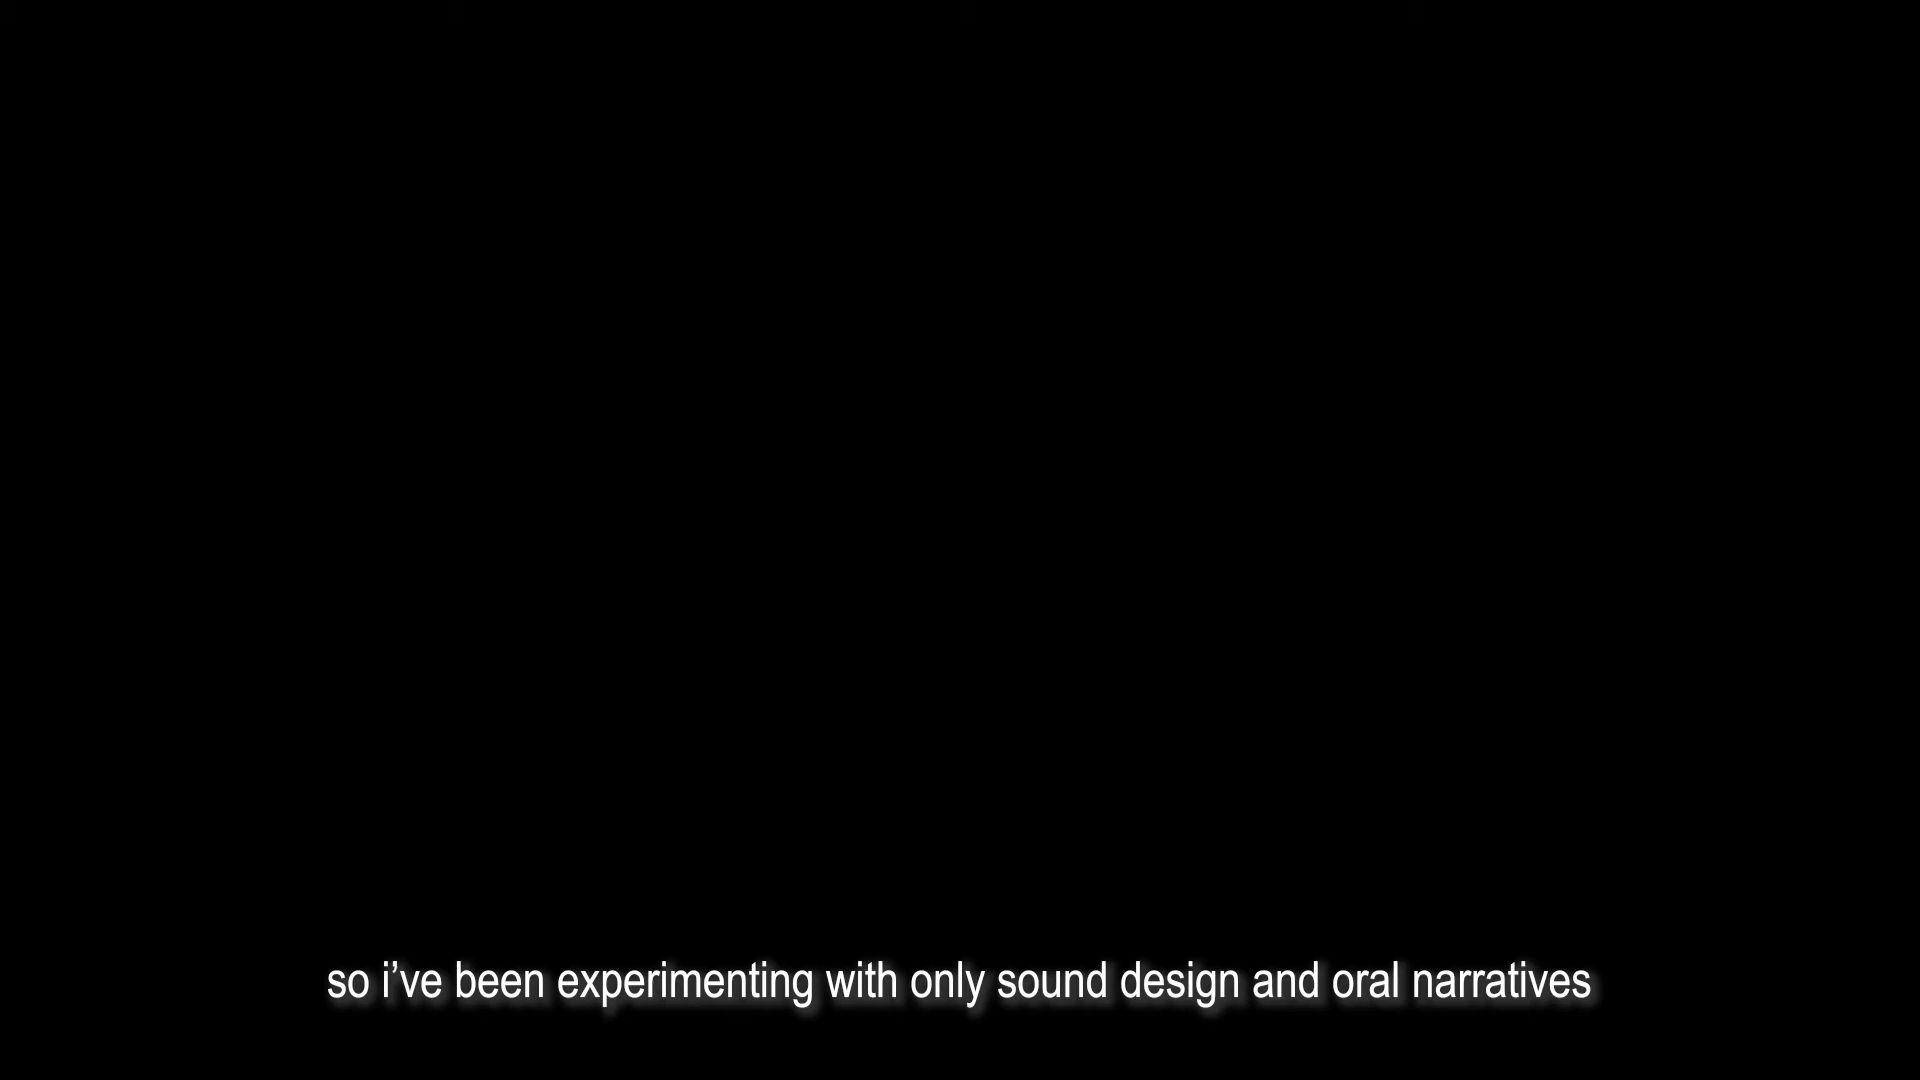 so i’ve been experimenting with only sound design and oral narratives